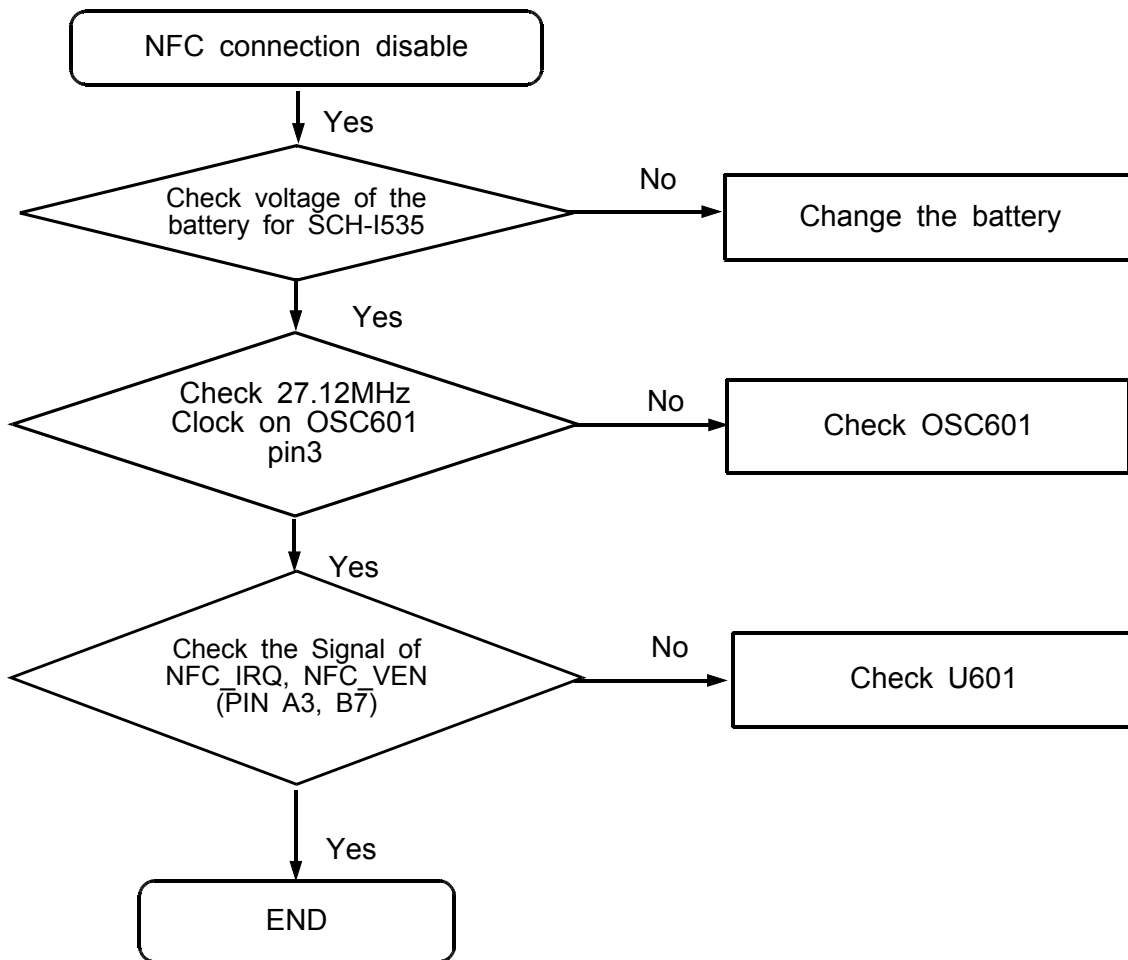 NFC connection disable
Yes
Check voltage of the
battery for SCH-I535
No
Change the battery
Yes
Check 27.12MHz
Clock on OSC601
pin3
No
Check OSC601
Yes
Check the Signal of
NFC_IRQ, NFC_VEN
(PIN A3, B7)
No
Check U601
Yes
END